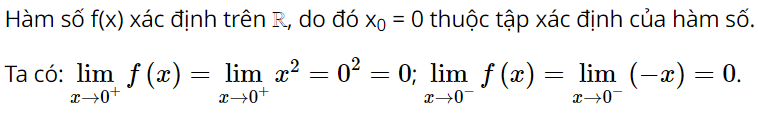 Hàm số f(x) xác định trên ℝ, do đó x₀ = 0 thuộc tập xác định của hàm số.
Ta có: lim_{x→0⁺} f(x) = lim_{x→0⁺} x² = 0² = 0; lim_{x→0⁻} f(x) = lim_{x→0⁻} (−x) = 0.